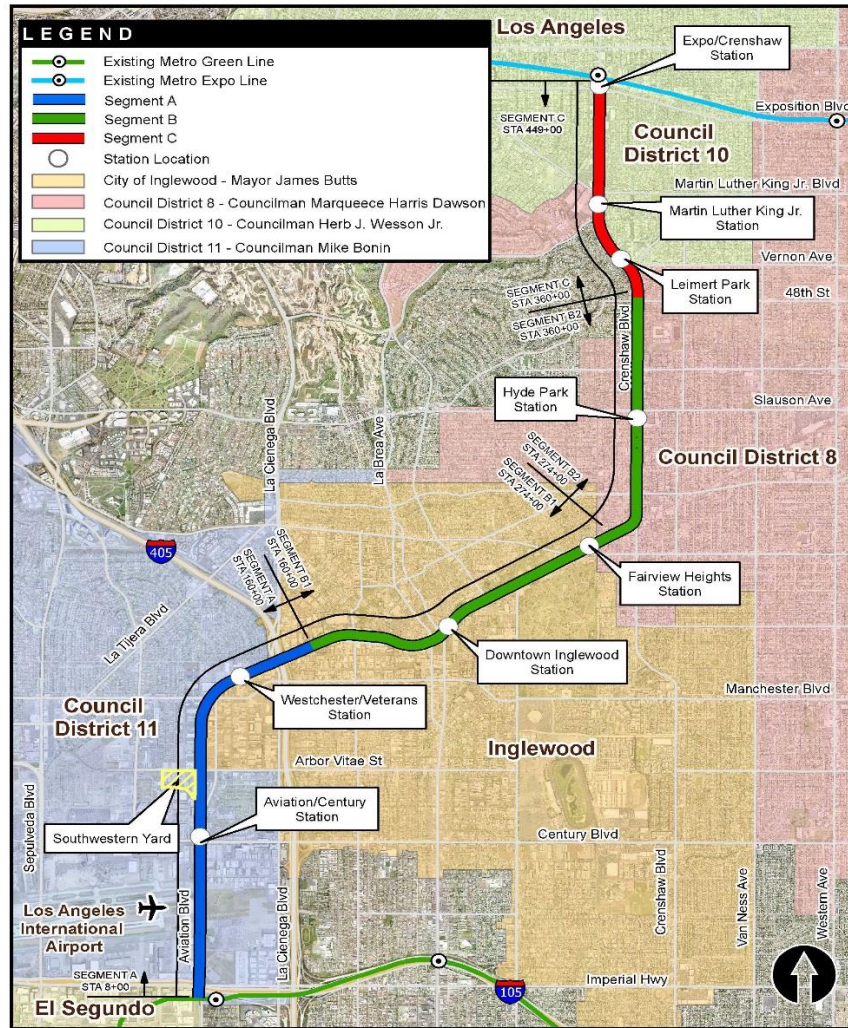 LEGEND
Existing Metro Green Line
Existing Metro Expo Line
Segment A
Segment B
Segment C
Station Location
City of Inglewood - Mayor James Butts
Council District 8 - Councilman Marqueece Harris Dawson
Council District 10 - Councilman Herb J. Wesson Jr.
Council District 11 - Councilman Mike Bonin
Los Angeles
Expo/Crenshaw
Station
Exposition Blvd
SEGMENT C
STA 449+00
Council
District 10
Martin Luther King Jr. Blvd
Martin Luther King Jr.
Station
Vernon Ave
Leimert Park
Station
48th St
SEGMENT C
STA 360+00
SEGMENT B2
STA 360+00
Crenshaw Blvd
Hyde Park
Station
Slauson Ave
La Cienega Blvd
La Brea Ave
Council District 8
SEGMENT B2
STA 274+00
SEGMENT B1
STA 274+00
405
Fairview Heights
Station
SEGMENT B1
STA 160+00
SEGMENT A
STA 160+00
La Tijera Blvd
Downtown Inglewood
Station
Manchester Blvd
Westchester/Veterans
Station
Council
District 11
Inglewood
Arbor Vitae St
Southwestern Yard
Aviation/Century
Station
Century Blvd
Sepulveda Blvd
Aviation Blvd
La Cienega Blvd
Crenshaw Blvd
Van Ness Ave
Western Ave
Los Angeles
International
Airport
SEGMENT A
STA 8+00
El Segundo
Imperial Hwy
105